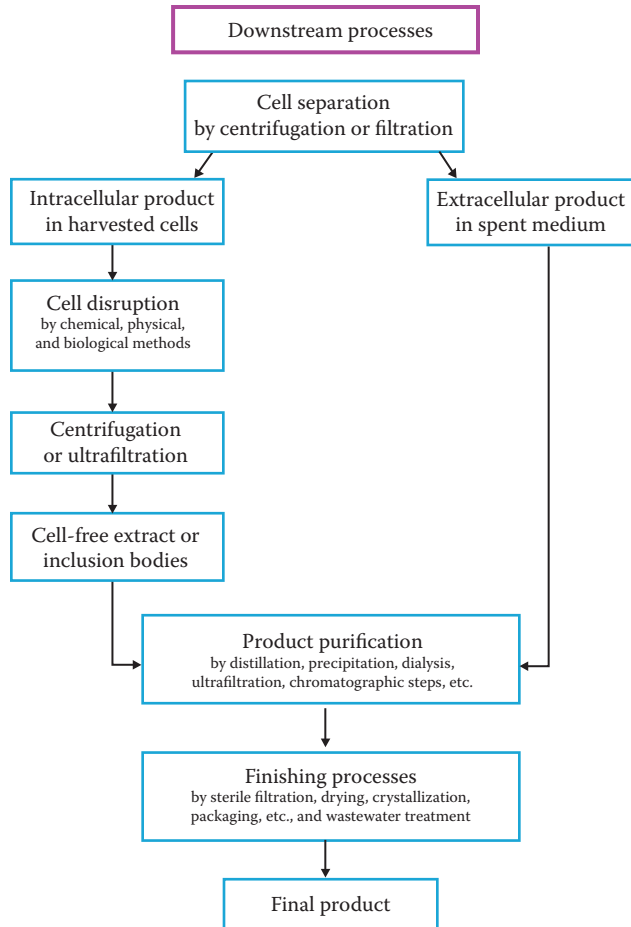 Downstream processes
Cell separation
by centrifugation or filtration
Intracellular product
in harvested cells
Extracellular product
in spent medium
Cell disruption
by chemical, physical,
and biological methods
Centrifugation
or ultrafiltration
Cell-free extract or
inclusion bodies
Product purification
by distillation, precipitation, dialysis,
ultrafiltration, chromatographic steps, etc.
Finishing processes
by sterile filtration, drying, crystallization,
packaging, etc., and wastewater treatment
Final product